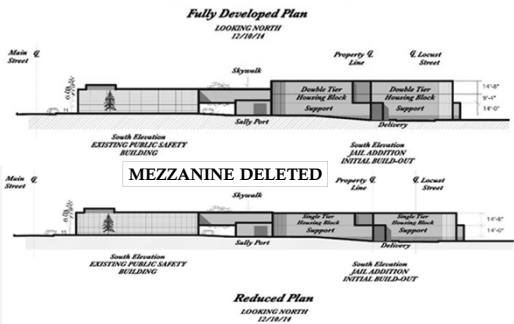 Fully Developed Plan
LOOKING NORTH
12/10/14
Main Street ℄
Property Line ℄
℄ Locust Street
Skywalk
Double Tier Housing Block
Support
Double Tier Housing Block
Support
14'-8"
9'-4"
14'-0"
Sally Port
Delivery
South Elevation
EXISTING PUBLIC SAFETY
BUILDING
South Elevation
JAIL ADDITION
INITIAL BUILD-OUT
MEZZANINE DELETED
Main Street ℄
Property Line ℄
℄ Locust Street
Skywalk
Single Tier Housing Block
Support
Single Tier Housing Block
Support
14'-8"
14'-0"
Sally Port
Delivery
South Elevation
EXISTING PUBLIC SAFETY
BUILDING
South Elevation
JAIL ADDITION
INITIAL BUILD-OUT
Reduced Plan
LOOKING NORTH
12/10/14